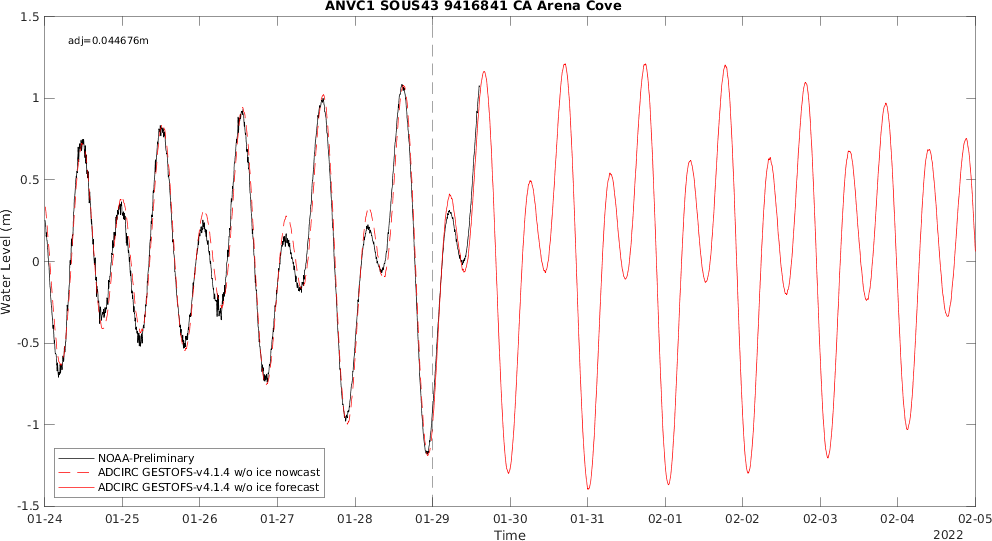 ANVC1 SOUS43 9416841 CA Arena Cove
adj=0.044676m
1.5
1
0.5
0
-0.5
-1
-1.5
Water Level (m)
NOAA-Preliminary
ADCIRC GESTOFS-v4.1.4 w/o ice nowcast
ADCIRC GESTOFS-v4.1.4 w/o ice forecast
01-24 01-25 01-26 01-27 01-28 01-29 01-30 01-31 02-01 02-02 02-03 02-04 02-05
Time
2022